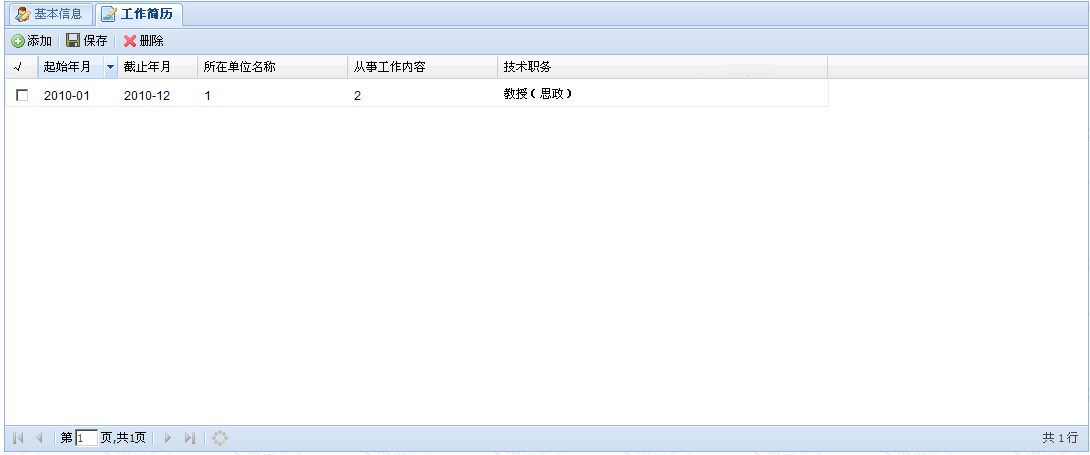 基本信息 工作简历
添加 保存 删除
√ 起始年月 截止年月 所在单位名称 从事工作内容 技术职务
2010-01 2010-12 1 2 教授（思政）
第 1 页,共1页 共 1 行